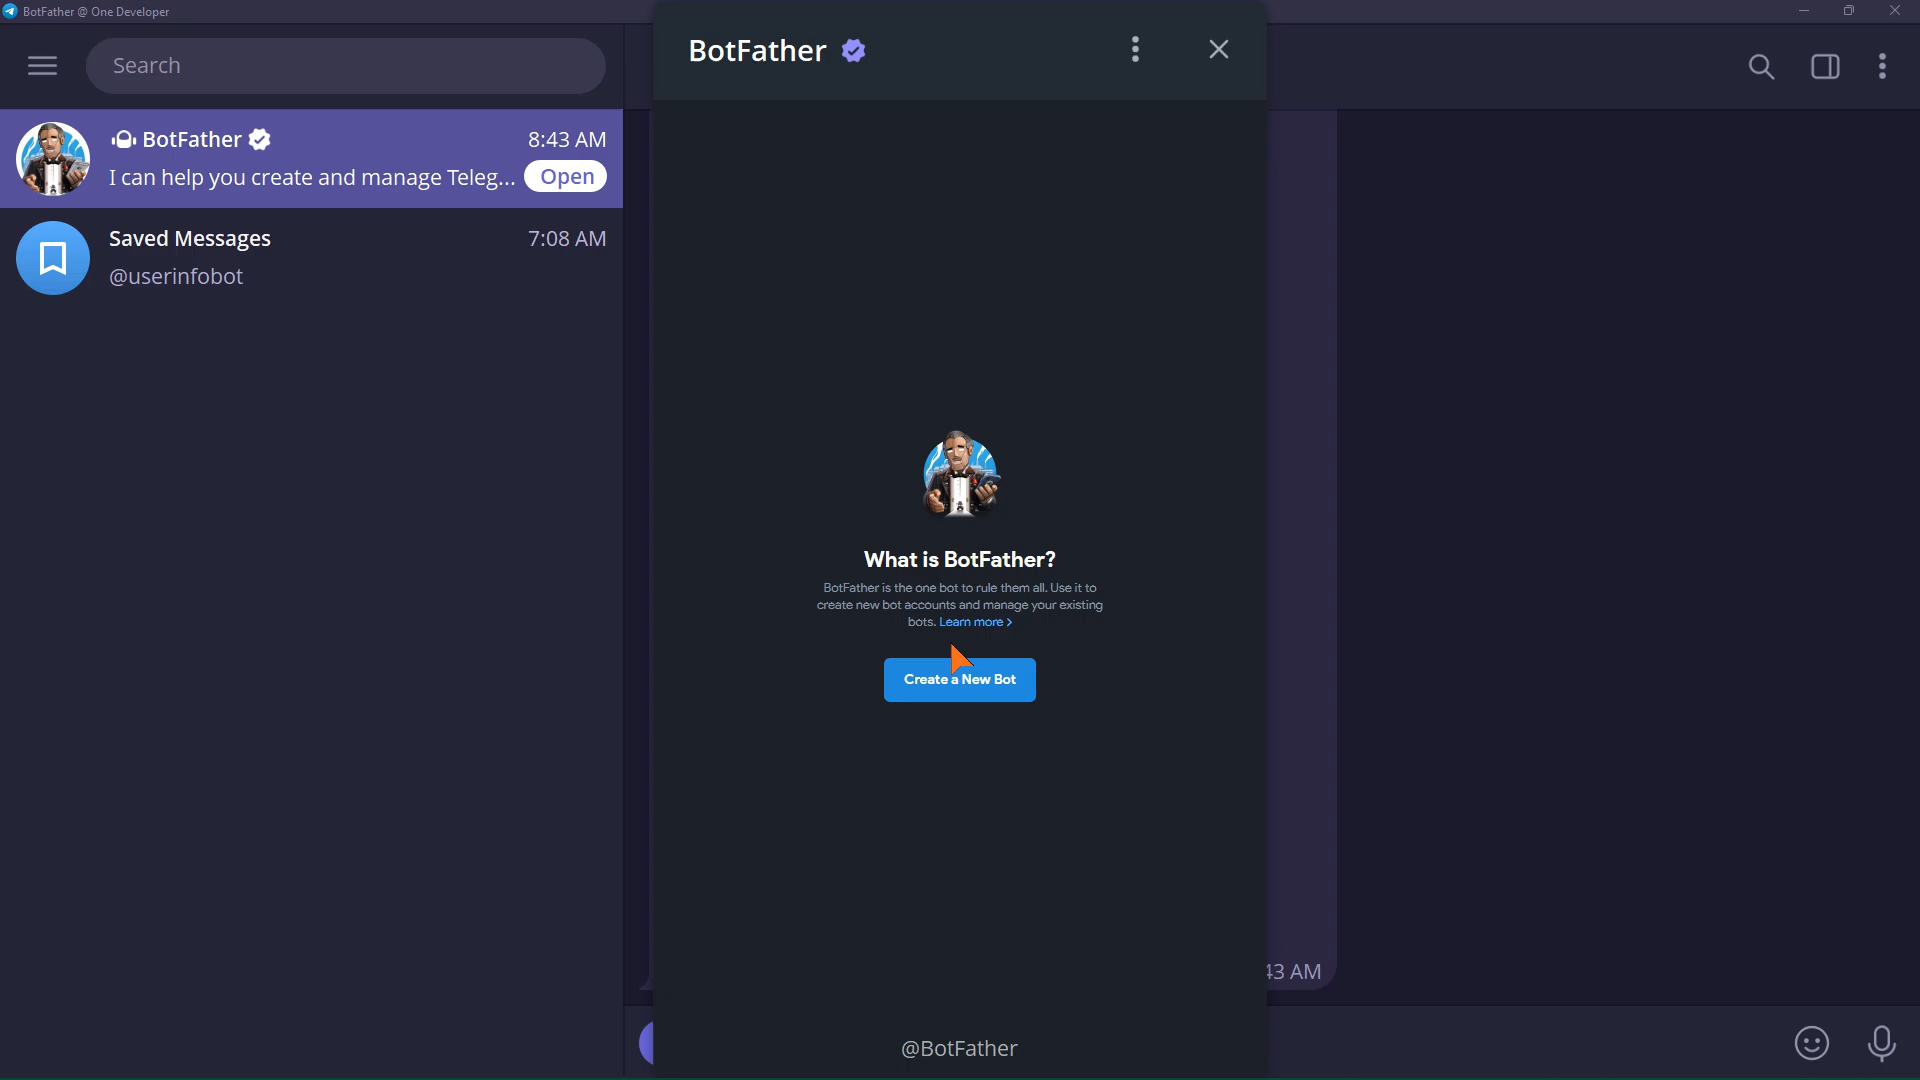 BotFather @ One Developer
Search
BotFather
8:43 AM
I can help you create and manage Teleg...
Open
Saved Messages
7:08 AM
@userinfobot
BotFather
What is BotFather?
BotFather is the one bot to rule them all. Use it to
create new bot accounts and manage your existing
bots. Learn more >
Create a New Bot
43 AM
@BotFather